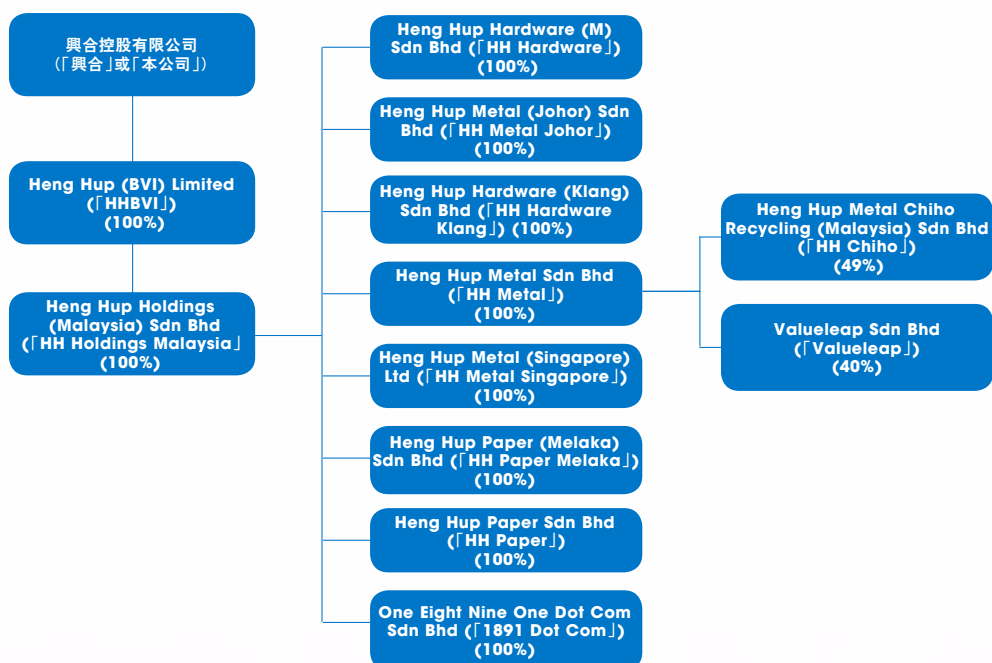 興合控股有限公司
(「興合」或「本公司」)
Heng Hup (BVI) Limited
(「HHBVI」)
(100%)
Heng Hup Holdings
(Malaysia) Sdn Bhd
(「HH Holdings Malaysia」
(100%)
Heng Hup Hardware (M)
Sdn Bhd (「HH Hardware」)
(100%)
Heng Hup Metal (Johor) Sdn
Bhd (「HH Metal Johor」)
(100%)
Heng Hup Hardware (Klang)
Sdn Bhd (「HH Hardware
Klang」) (100%)
Heng Hup Metal Sdn Bhd
(「HH Metal」)
(100%)
Heng Hup Metal (Singapore)
Ltd (「HH Metal Singapore」)
(100%)
Heng Hup Paper (Melaka)
Sdn Bhd (「HH Paper Melaka」)
(100%)
Heng Hup Paper Sdn Bhd
(「HH Paper」)
(100%)
One Eight Nine One Dot Com
Sdn Bhd (「1891 Dot Com」)
(100%)
Heng Hup Metal Chiho
Recycling (Malaysia) Sdn Bhd
(「HH Chiho」)
(49%)
Valueleap Sdn Bhd
(「Valueleap」)
(40%)